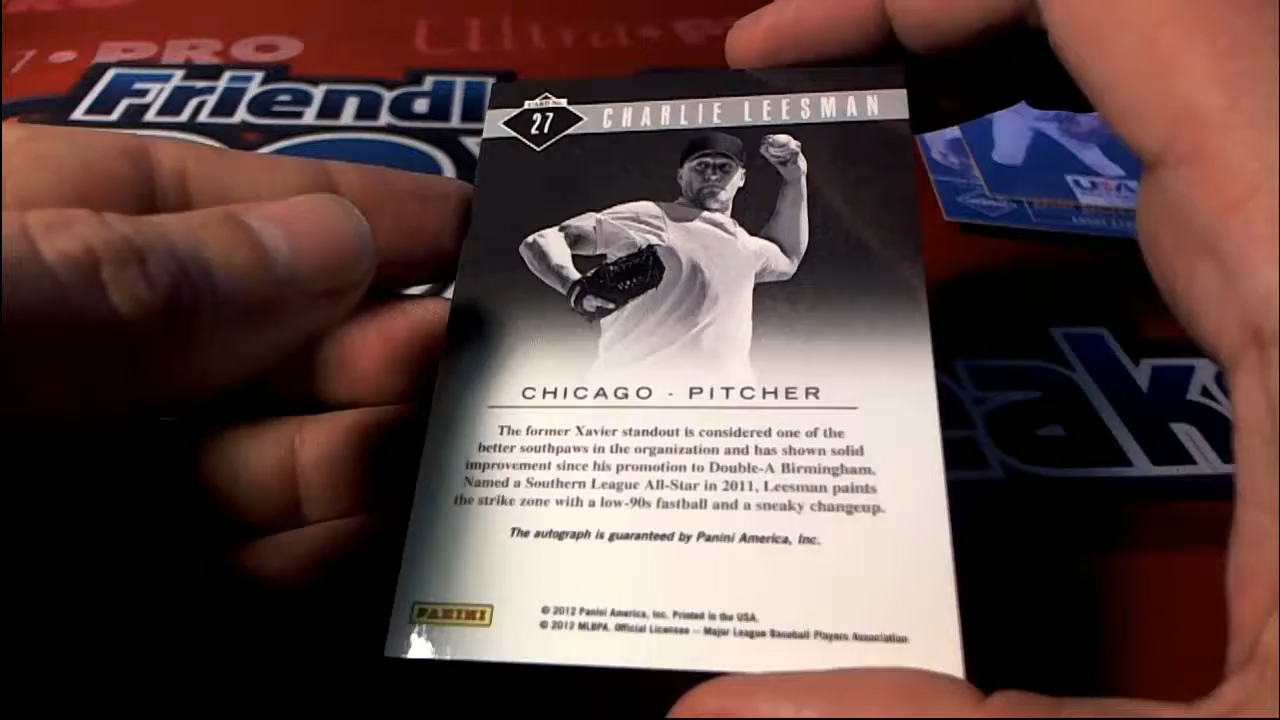 PRO
Ultra
Friendl
CARD No.
27
CHARLIE LEESMAN
USA
eak
CHICAGO - PITCHER
The former Xavier standout is considered one of the
better southpaws in the organization and has shown solid
improvement since his promotion to Double-A Birmingham.
Named a Southern League All-Star in 2011, Leesman paints
the strike zone with a low-90s fastball and a sneaky changeup.
The autograph is guaranteed by Panini America, Inc.
PANINI
© 2012 Panini America, Inc. Printed in the USA.
© 2012 MLBPA. Official Licensee – Major League Baseball Players Association